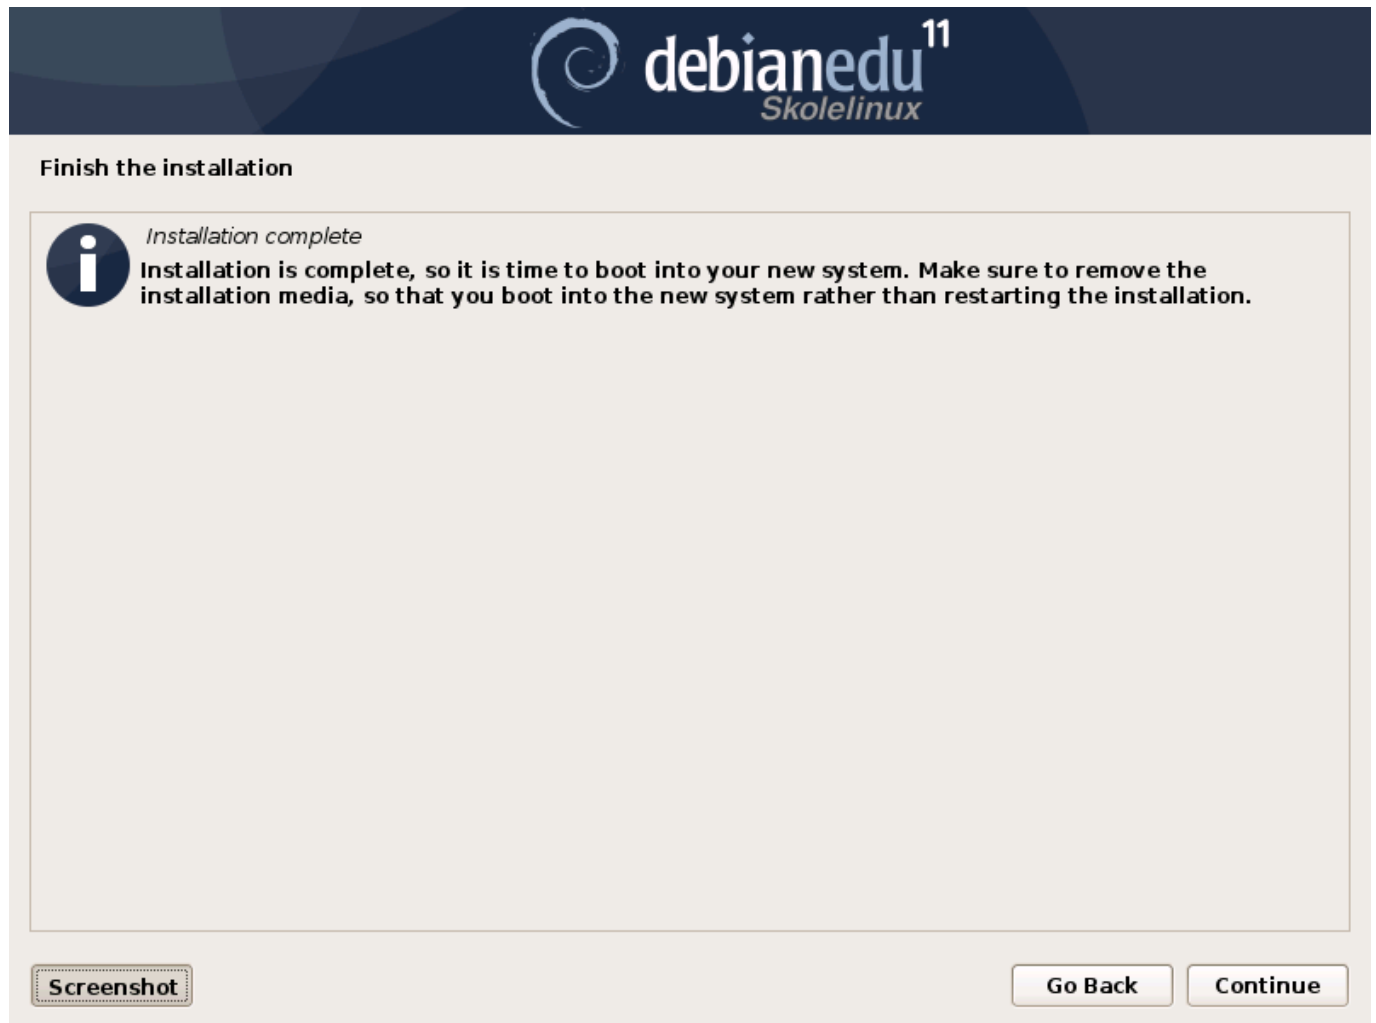 debianedu 11
Skolelinux
Finish the installation
Installation complete
Installation is complete, so it is time to boot into your new system. Make sure to remove the
installation media, so that you boot into the new system rather than restarting the installation.
Screenshot
Go Back
Continue